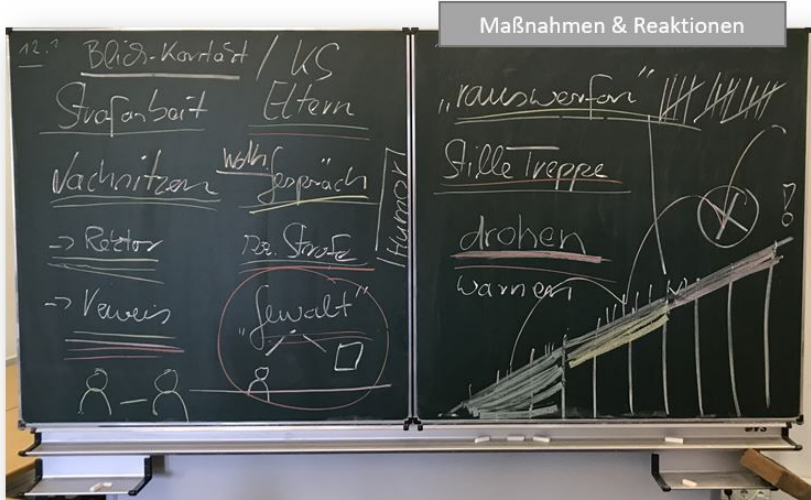 Maßnahmen & Reaktionen
12.1
Blick-Kontakt / KS
Strafarbeit Eltern
Nachsitzen Wdh Gespräch
Humor
-> Rektor Strafe
-> Verweis "Gewalt"
„rauswerfen“
Stille Treppe
drohen
warnen
!